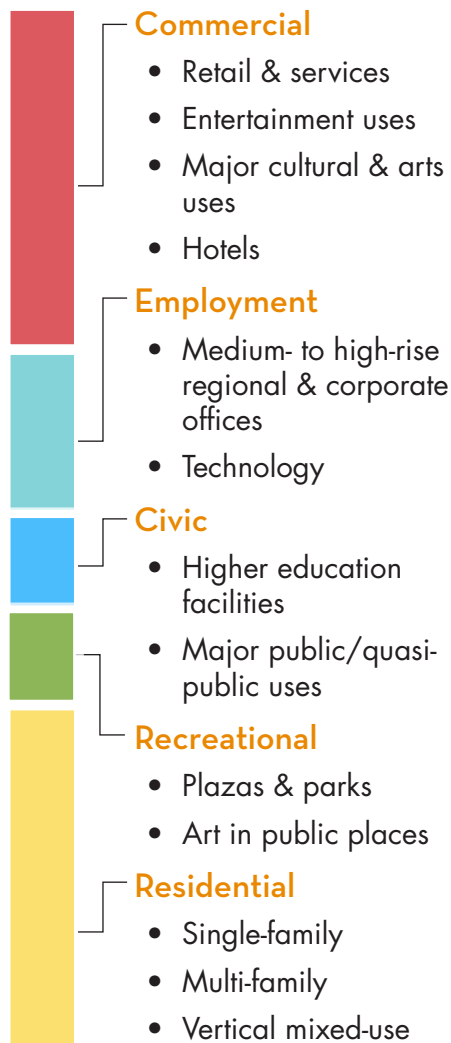 Commercial
• Retail & services
• Entertainment uses
• Major cultural & arts
uses
• Hotels
Employment
• Medium- to high-rise
regional & corporate
offices
• Technology
Civic
• Higher education
facilities
• Major public/quasi-
public uses
Recreational
• Plazas & parks
• Art in public places
Residential
• Single-family
• Multi-family
• Vertical mixed-use